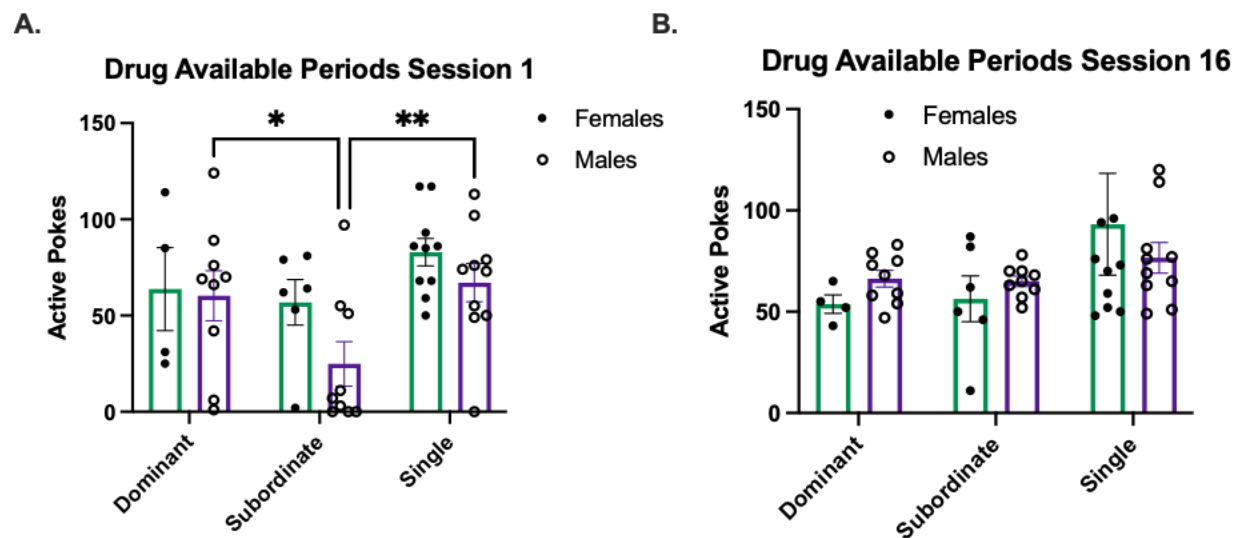 A.
Drug Available Periods Session 1
* **
Females
Males
Active Pokes
150
100
50
0
Dominant
Subordinate
Single
B.
Drug Available Periods Session 16
Females
Males
Active Pokes
150
100
50
0
Dominant
Subordinate
Single